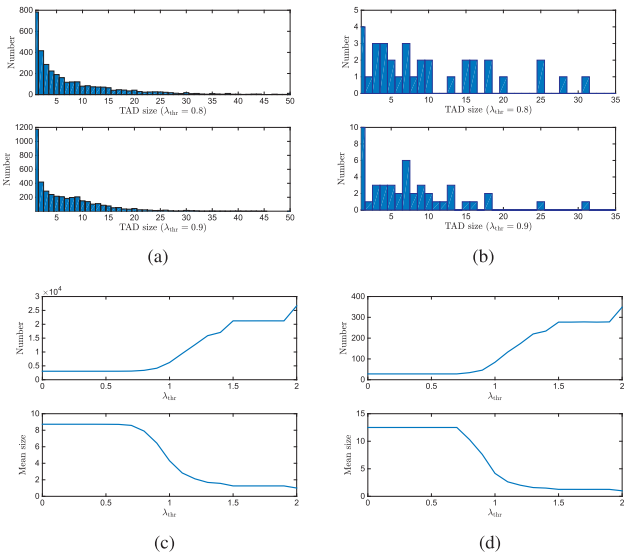 800
600
400
200
0
Number
5 10 15 20 25 30 35 40 45 50
TAD size (λthr = 0.8)
1200
1000
800
600
400
200
Number
5 10 15 20 25 30 35 40 45 50
TAD size (λthr = 0.9)
(a)
5
4
3
2
1
0
Number
5 10 15 20 25 30 35
TAD size (λthr = 0.8)
10
8
6
4
2
0
Number
5 10 15 20 25 30 35
TAD size (λthr = 0.9)
(b)
×10⁴
3
2.5
2
1.5
1
0.5
0
Number
0 0.5 1 1.5 2
λthr
10
8
6
4
2
0
Mean size
0 0.5 1 1.5 2
λthr
(c)
400
300
200
100
0
Number
0 0.5 1 1.5 2
λthr
15
10
5
0
Mean size
0 0.5 1 1.5 2
λthr
(d)